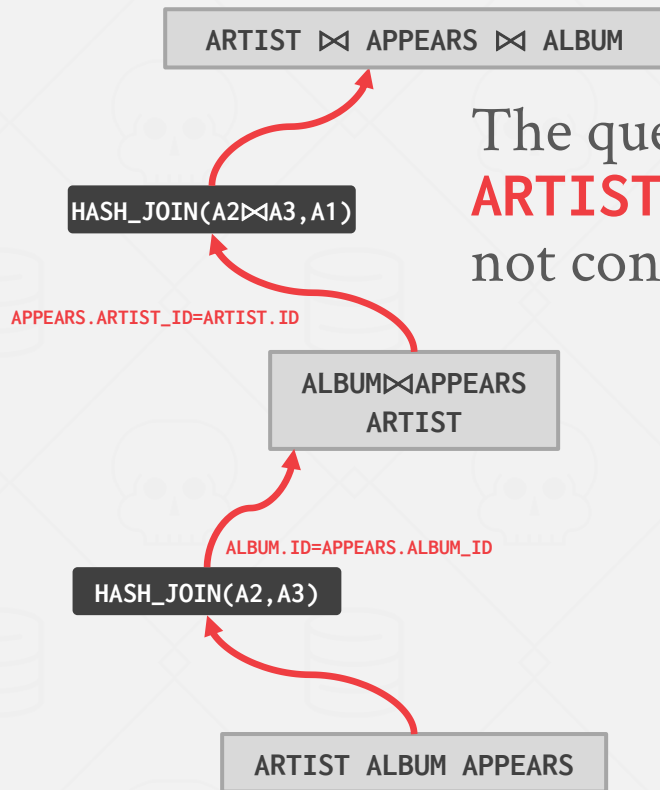 ARTIST ⋈ APPEARS ⋈ ALBUM
The que
ARTIST
not con
HASH_JOIN(A2⋈A3,A1)
APPEARS.ARTIST_ID=ARTIST.ID
ALBUM⋈APPEARS
ARTIST
ALBUM.ID=APPEARS.ALBUM_ID
HASH_JOIN(A2,A3)
ARTIST ALBUM APPEARS